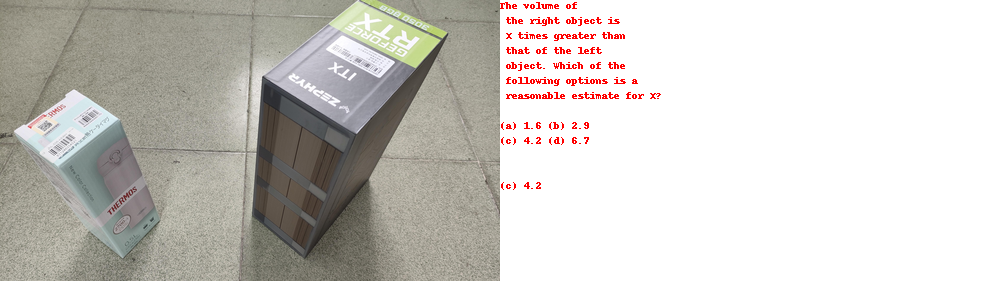 3050 8GB
GEFORCE
RTX
ITX
ZEPHYR
THERMOS
The volume of
the right object is
X times greater than
that of the left
object. Which of the
following options is a
reasonable estimate for X?
(a) 1.6 (b) 2.9
(c) 4.2 (d) 6.7
(c) 4.2